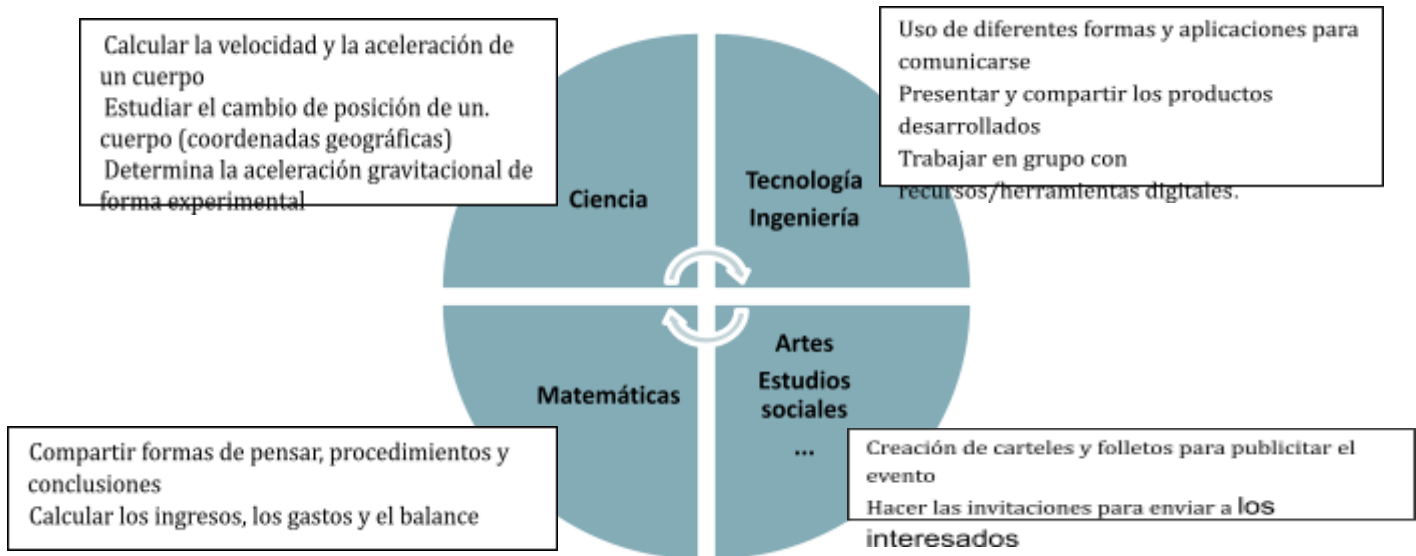 Calcular la velocidad y la aceleración de
un cuerpo
Estudiar el cambio de posición de un.
cuerpo (coordenadas geográficas)
Determina la aceleración gravitacional de
forma experimental
Uso de diferentes formas y aplicaciones para
comunicarse
Presentar y compartir los productos
desarrollados
Trabajar en grupo con
recursos/herramientas digitales.
Ciencia
Tecnología
Ingeniería
Matemáticas
Artes
Estudios
sociales
...
Compartir formas de pensar, procedimientos y
conclusiones
Calcular los ingresos, los gastos y el balance
Creación de carteles y folletos para publicitar el
evento
Hacer las invitaciones para enviar a los
interesados